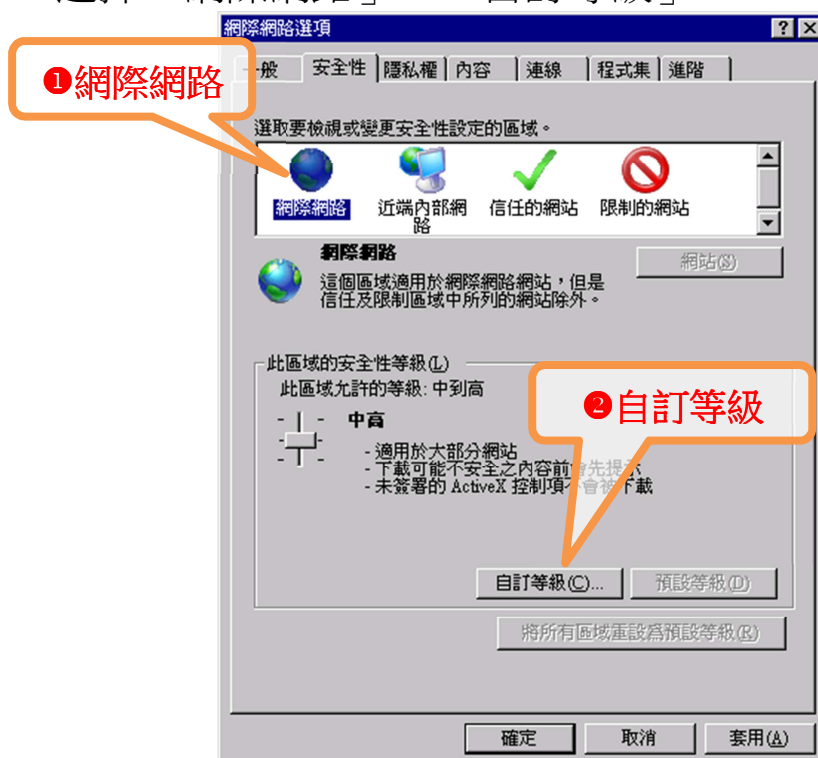 網際網路選項
❶網際網路
一般 安全性 隱私權 內容 連線 程式集 進階
選取要檢視或變更安全性設定的區域。
網際網路 近端內部網路 信任的網站 限制的網站
網際網路
網站(S)
這個區域適用於網際網路網站，但是
信任及限制區域中所列的網站除外。
此區域的安全性等級(L)
此區域允許的等級: 中到高
❷自訂等級
中高
- 適用於大部分網站
- 下載可能不安全之內容前會先提示
- 未簽署的 ActiveX 控制項不會被下載
自訂等級(C)... 預設等級(D)
將所有區域重設為預設等級(R)
確定 取消 套用(A)